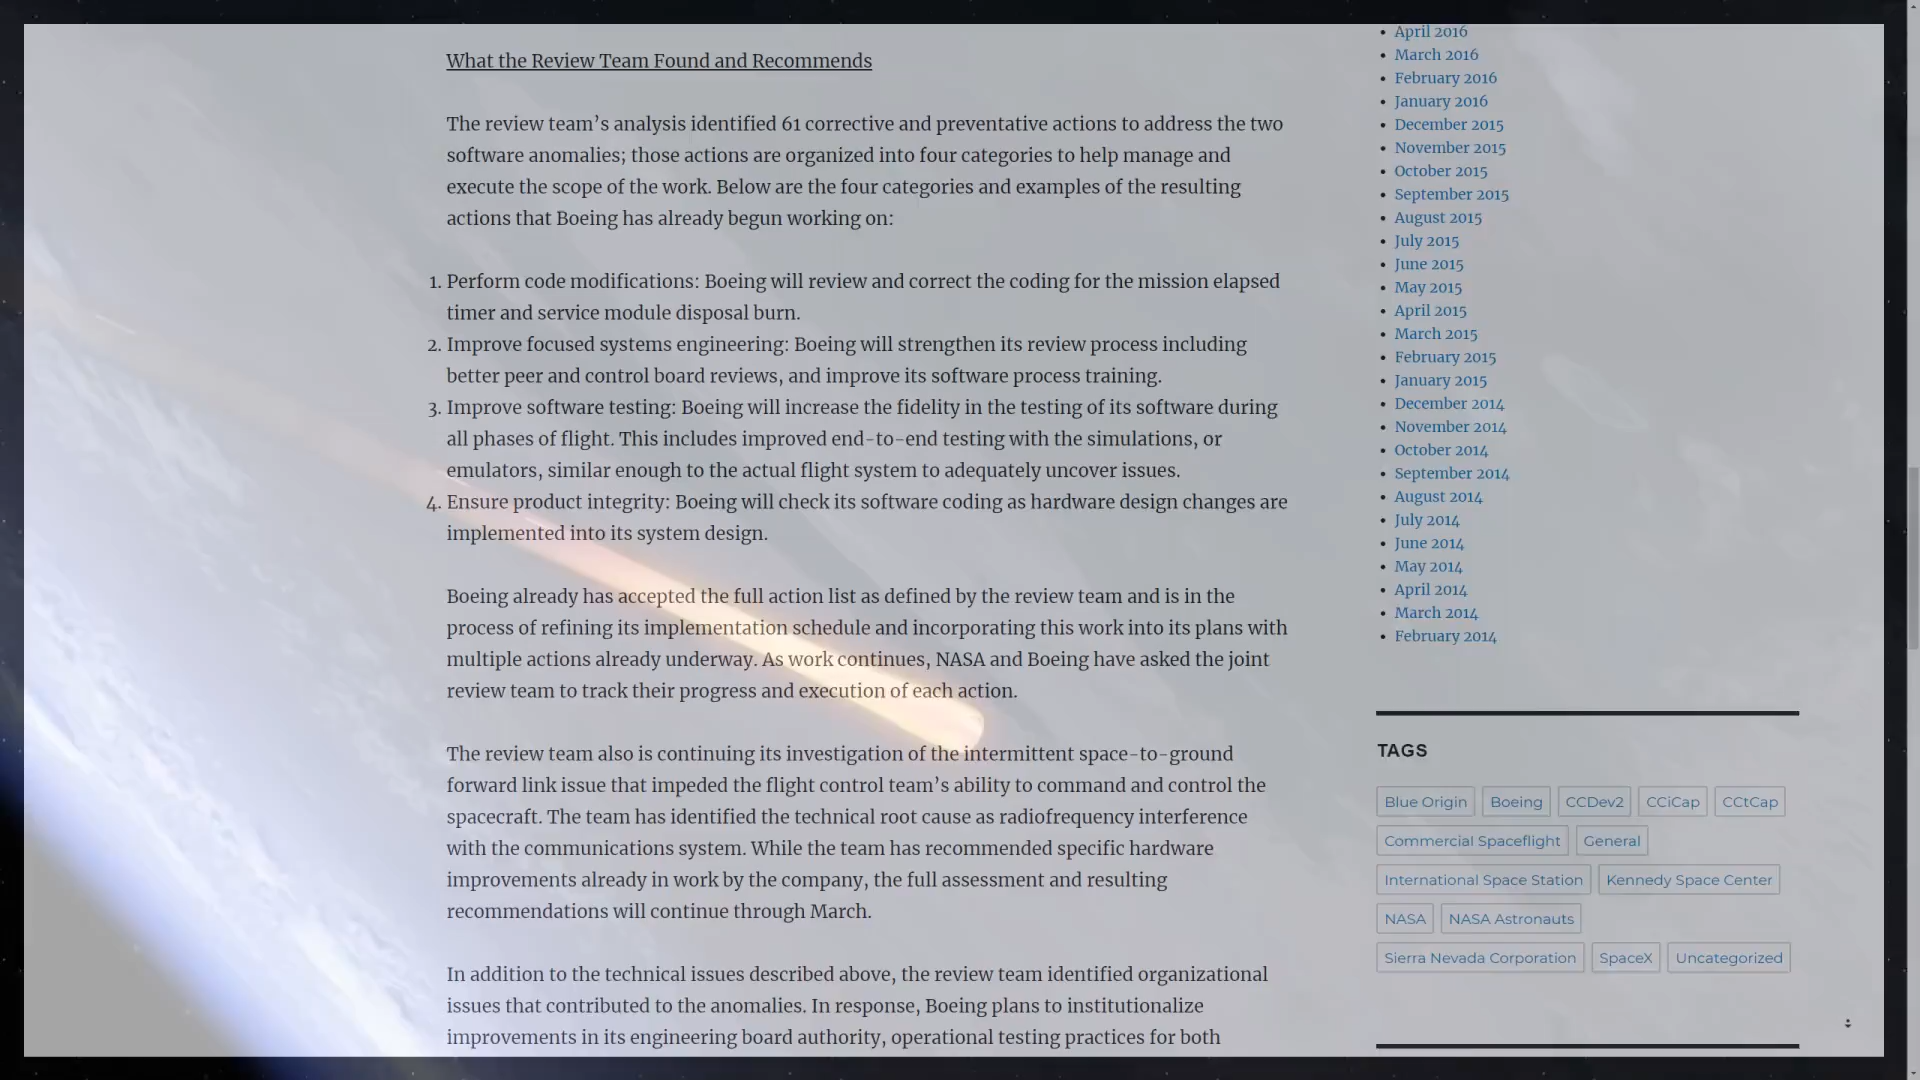 What the Review Team Found and Recommends
The review team’s analysis identified 61 corrective and preventative actions to address the two
software anomalies; those actions are organized into four categories to help manage and
execute the scope of the work. Below are the four categories and examples of the resulting
actions that Boeing has already begun working on:
1. Perform code modifications: Boeing will review and correct the coding for the mission elapsed
timer and service module disposal burn.
2. Improve focused systems engineering: Boeing will strengthen its review process including
better peer and control board reviews, and improve its software process training.
3. Improve software testing: Boeing will increase the fidelity in the testing of its software during
all phases of flight. This includes improved end-to-end testing with the simulations, or
emulators, similar enough to the actual flight system to adequately uncover issues.
4. Ensure product integrity: Boeing will check its software coding as hardware design changes are
implemented into its system design.
Boeing already has accepted the full action list as defined by the review team and is in the
process of refining its implementation schedule and incorporating this work into its plans with
multiple actions already underway. As work continues, NASA and Boeing have asked the joint
review team to track their progress and execution of each action.
The review team also is continuing its investigation of the intermittent space-to-ground
forward link issue that impeded the flight control team’s ability to command and control the
spacecraft. The team has identified the technical root cause as radiofrequency interference
with the communications system. While the team has recommended specific hardware
improvements already in work by the company, the full assessment and resulting
recommendations will continue through March.
In addition to the technical issues described above, the review team identified organizational
issues that contributed to the anomalies. In response, Boeing plans to institutionalize
improvements in its engineering board authority, operational testing practices for both
April 2016
March 2016
February 2016
January 2016
December 2015
November 2015
October 2015
September 2015
August 2015
July 2015
June 2015
May 2015
April 2015
March 2015
February 2015
January 2015
December 2014
November 2014
October 2014
September 2014
August 2014
July 2014
June 2014
May 2014
April 2014
March 2014
February 2014
TAGS
Blue Origin Boeing CCDev2 CCiCap CCtCap
Commercial Spaceflight General
International Space Station Kennedy Space Center
NASA NASA Astronauts
Sierra Nevada Corporation SpaceX Uncategorized